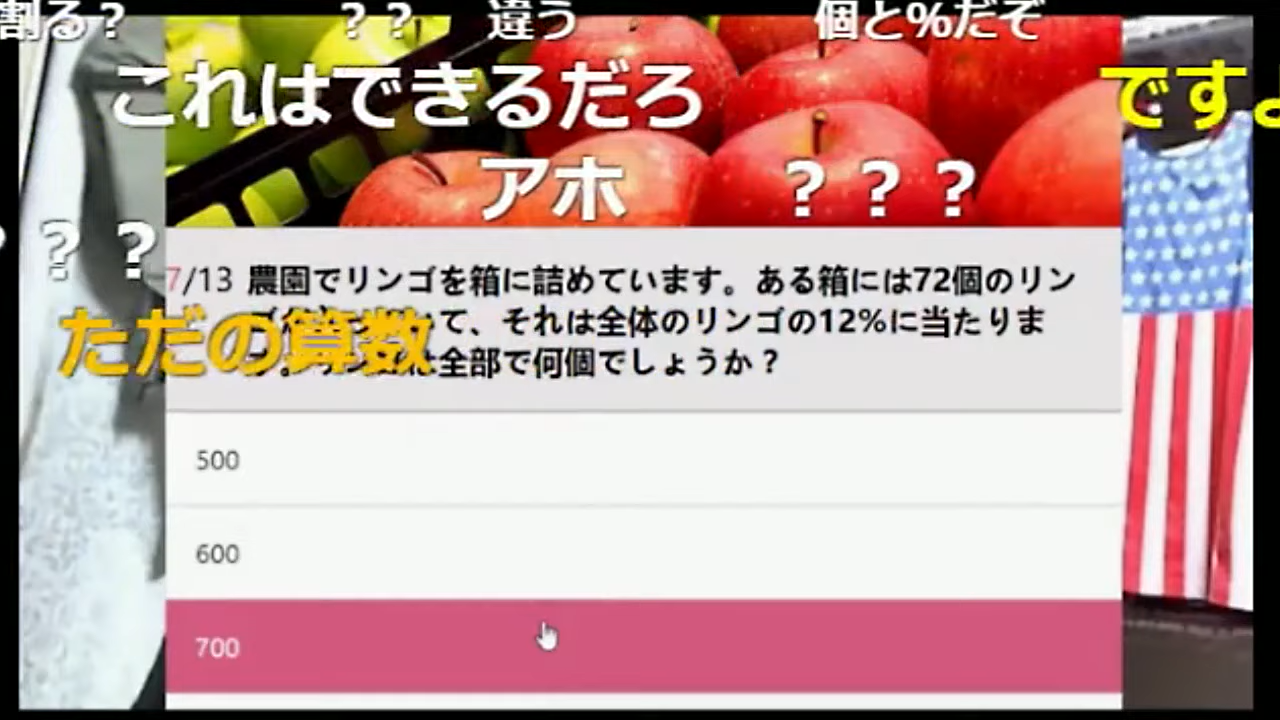 割る？
？？
違う
個と%だぞ
これはできるだろ
ですよ
アホ
？？？
？？？
7/13 農園でリンゴを箱に詰めています。ある箱には72個のリン
て、それは全体のリンゴの12%に当たりま
は全部で何個でしょうか？
ただの算数
500
600
700